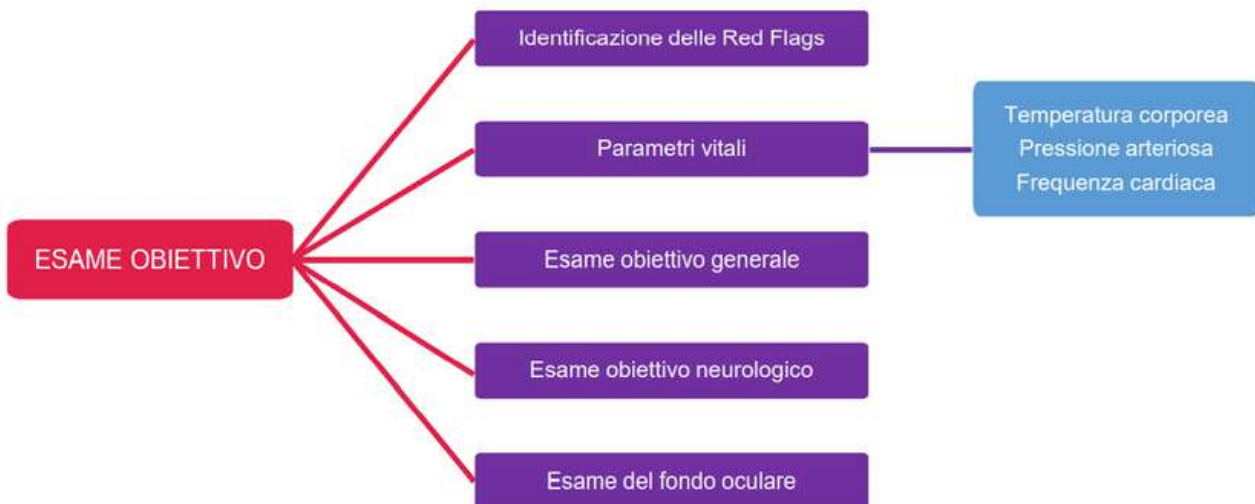 Identificazione delle Red Flags
Temperatura corporea
Parametri vitali
Pressione arteriosa
Frequenza cardiaca
ESAME OBIETTIVO
Esame obiettivo generale
Esame obiettivo neurologico
Esame del fondo oculare